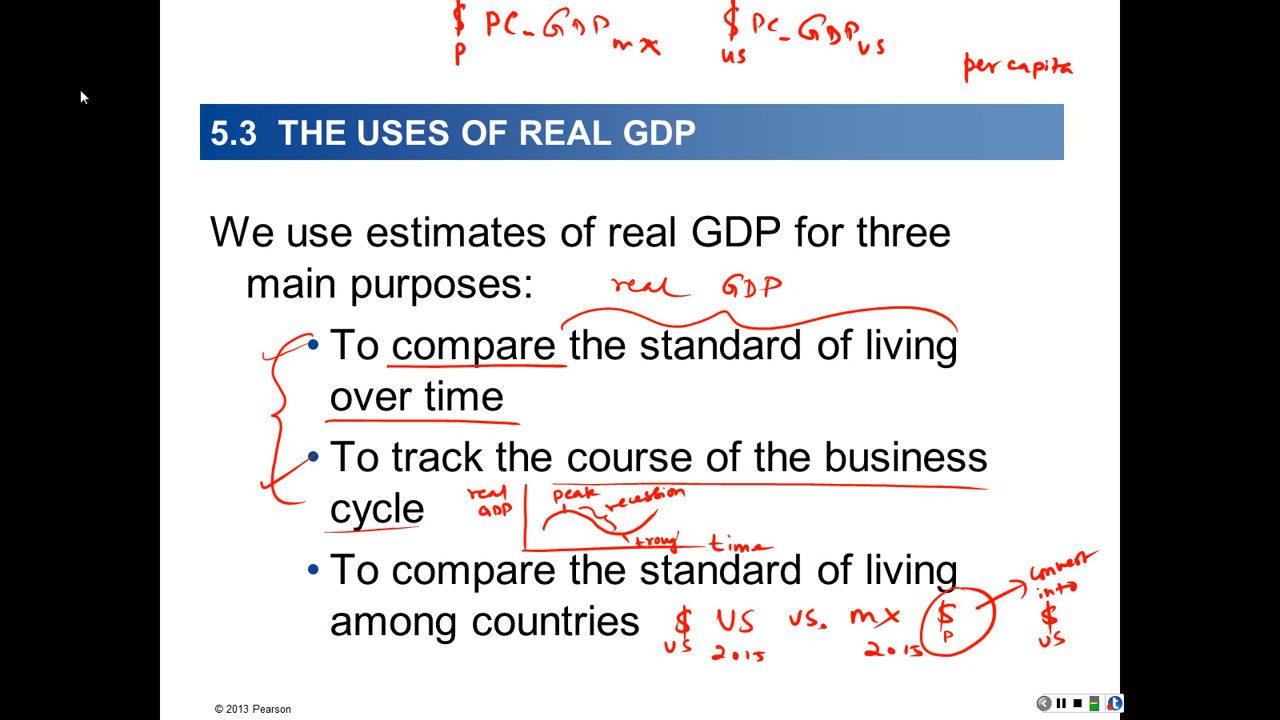 $ PC_GDP mx $ PC_GDP us
P us
per capita
5.3 THE USES OF REAL GDP
We use estimates of real GDP for three
main purposes:
real GDP
• To compare the standard of living
over time
• To track the course of the business
cycle
real
GDP
peak
recession
troug
time
• To compare the standard of living
among countries
$ US vs. mx $
us 2015 2015 P
convert
into
$
us
© 2013 Pearson